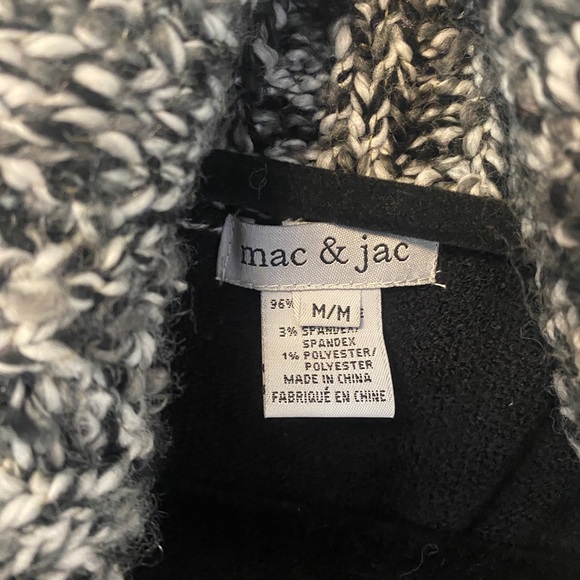 mac & jac
M/M
96%
3% SPANDEX/
SPANDEX
1% POLYESTER/
POLYESTER
MADE IN CHINA
FABRIQUÉ EN CHINE